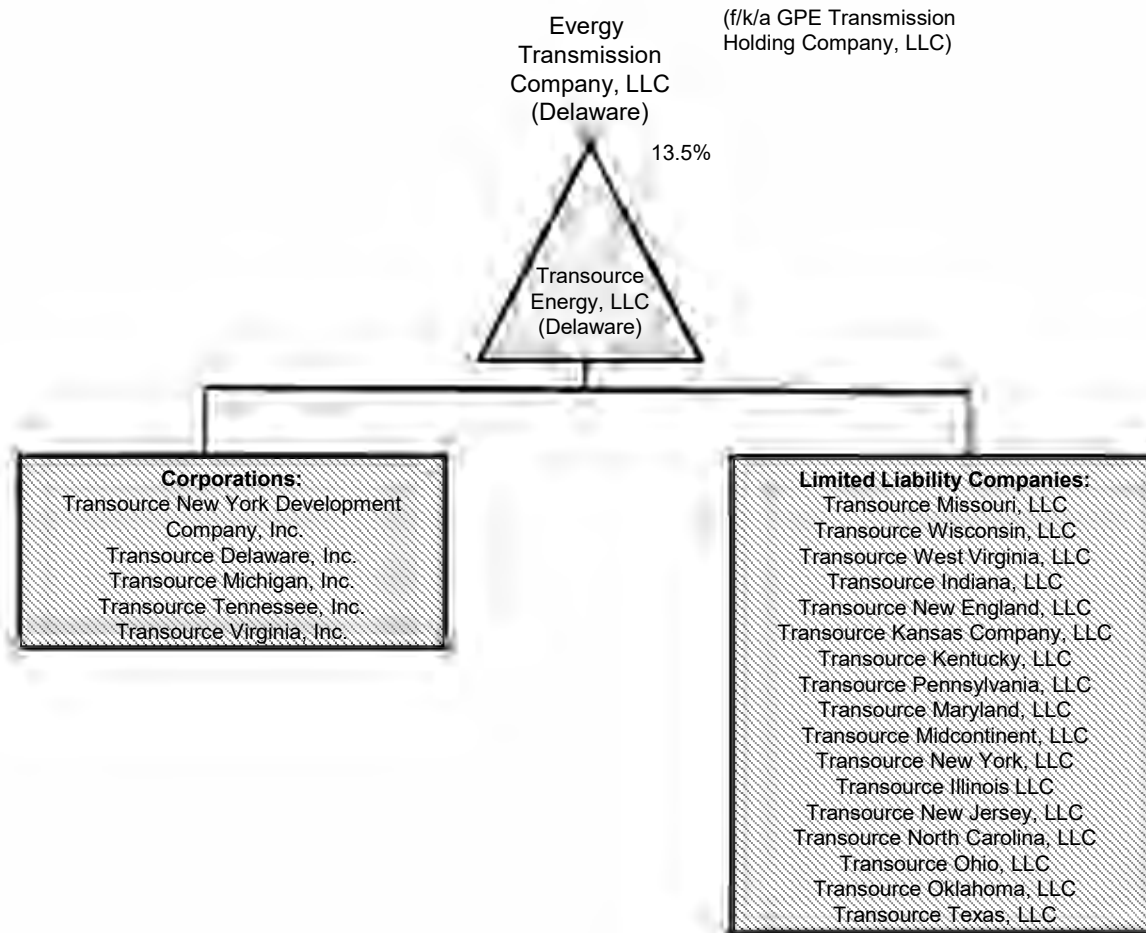 Evergy
Transmission
Company, LLC
(Delaware)
(f/k/a GPE Transmission
Holding Company, LLC)
13.5%
Transource
Energy, LLC
(Delaware)
Corporations:
Transource New York Development
Company, Inc.
Transource Delaware, Inc.
Transource Michigan, Inc.
Transource Tennessee, Inc.
Transource Virginia, Inc.
Limited Liability Companies:
Transource Missouri, LLC
Transource Wisconsin, LLC
Transource West Virginia, LLC
Transource Indiana, LLC
Transource New England, LLC
Transource Kansas Company, LLC
Transource Kentucky, LLC
Transource Pennsylvania, LLC
Transource Maryland, LLC
Transource Midcontinent, LLC
Transource New York, LLC
Transource Illinois LLC
Transource New Jersey, LLC
Transource North Carolina, LLC
Transource Ohio, LLC
Transource Oklahoma, LLC
Transource Texas, LLC